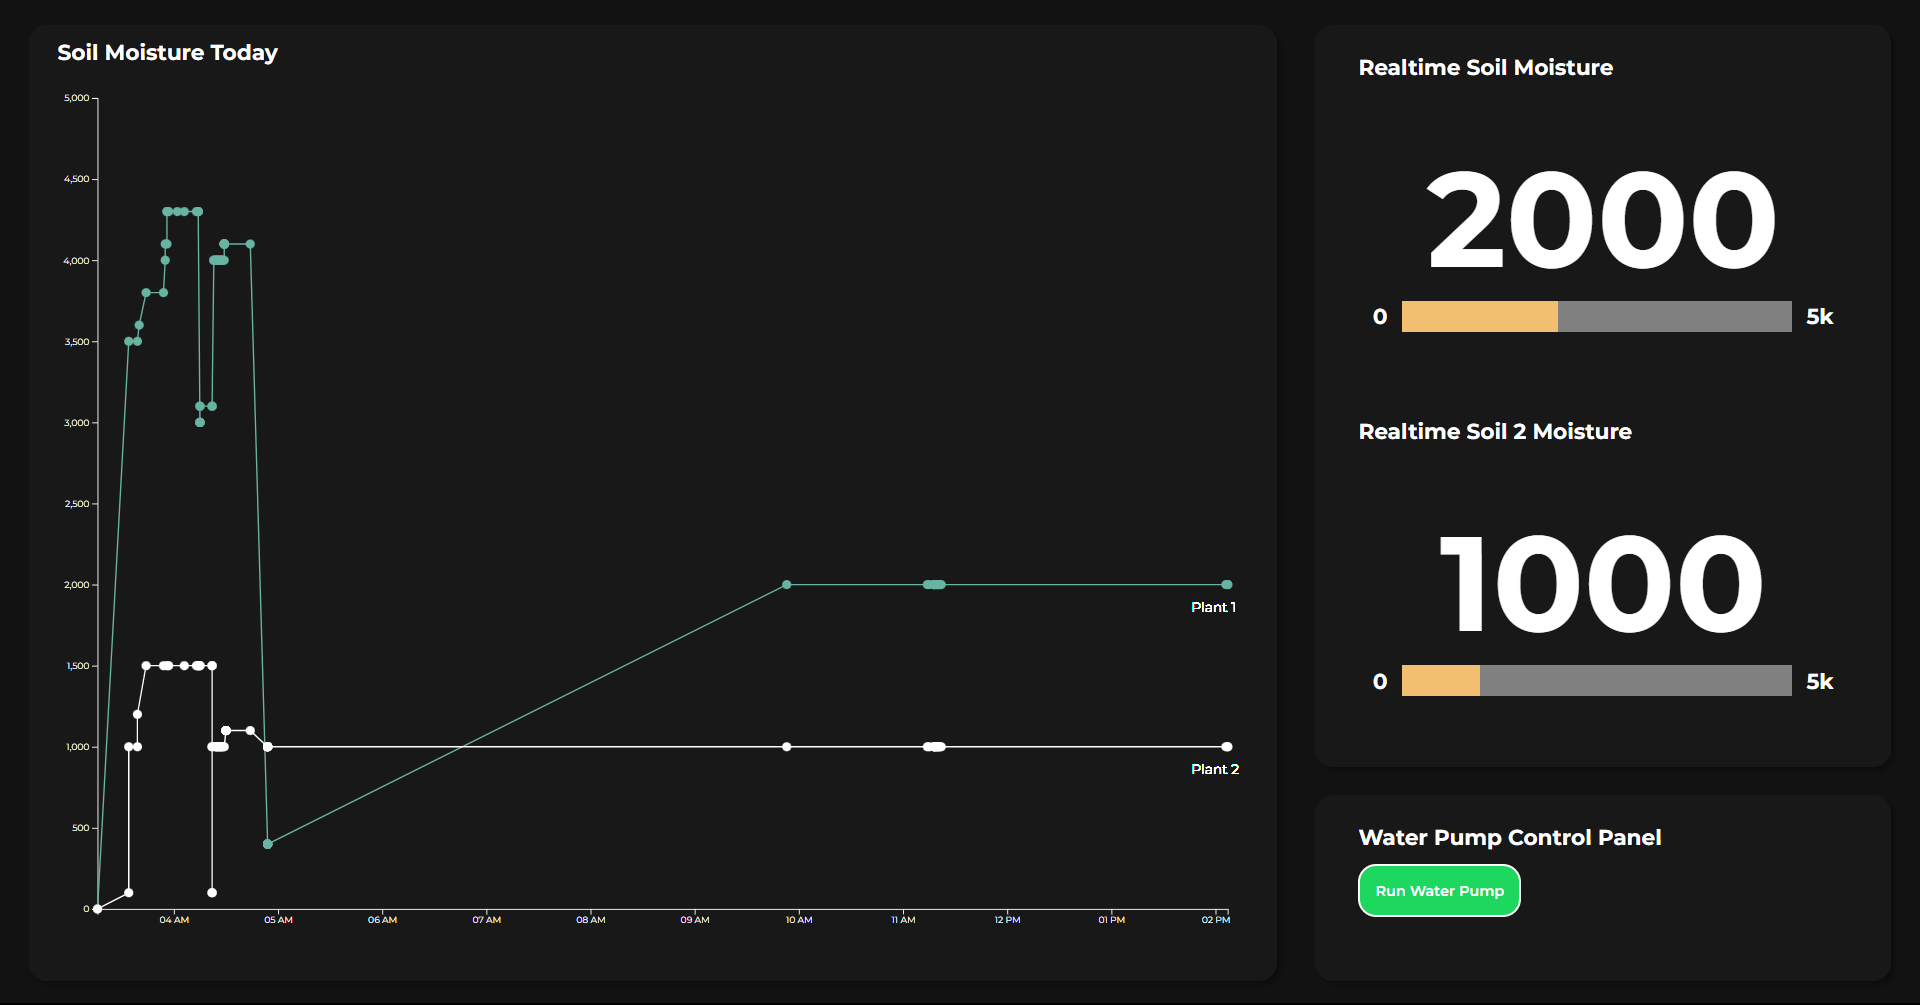 Soil Moisture Today
5,000
4,500
4,000
3,500
3,000
2,500
2,000
1,500
1,000
500
0
04 AM 05 AM 06 AM 07 AM 08 AM 09 AM 10 AM 11 AM 12 PM 01 PM 02 PM
Plant 1
Plant 2
Realtime Soil Moisture
2000
0 5k
Realtime Soil 2 Moisture
1000
0 5k
Water Pump Control Panel
Run Water Pump